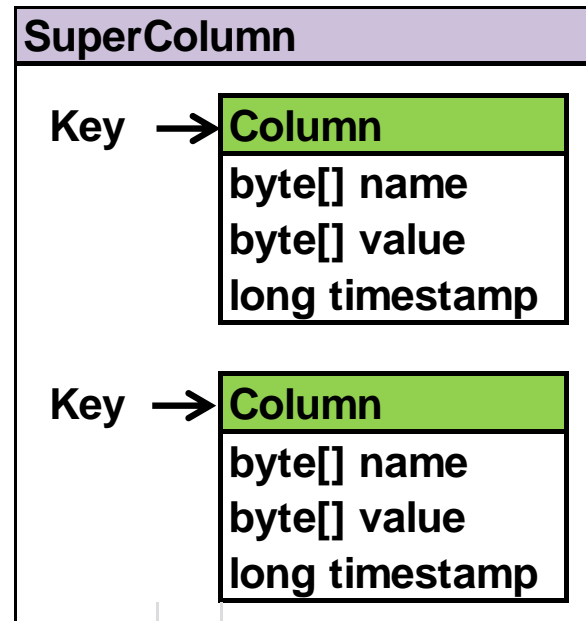 SuperColumn
Key Column
byte[] name
byte[] value
long timestamp
Key Column
byte[] name
byte[] value
long timestamp